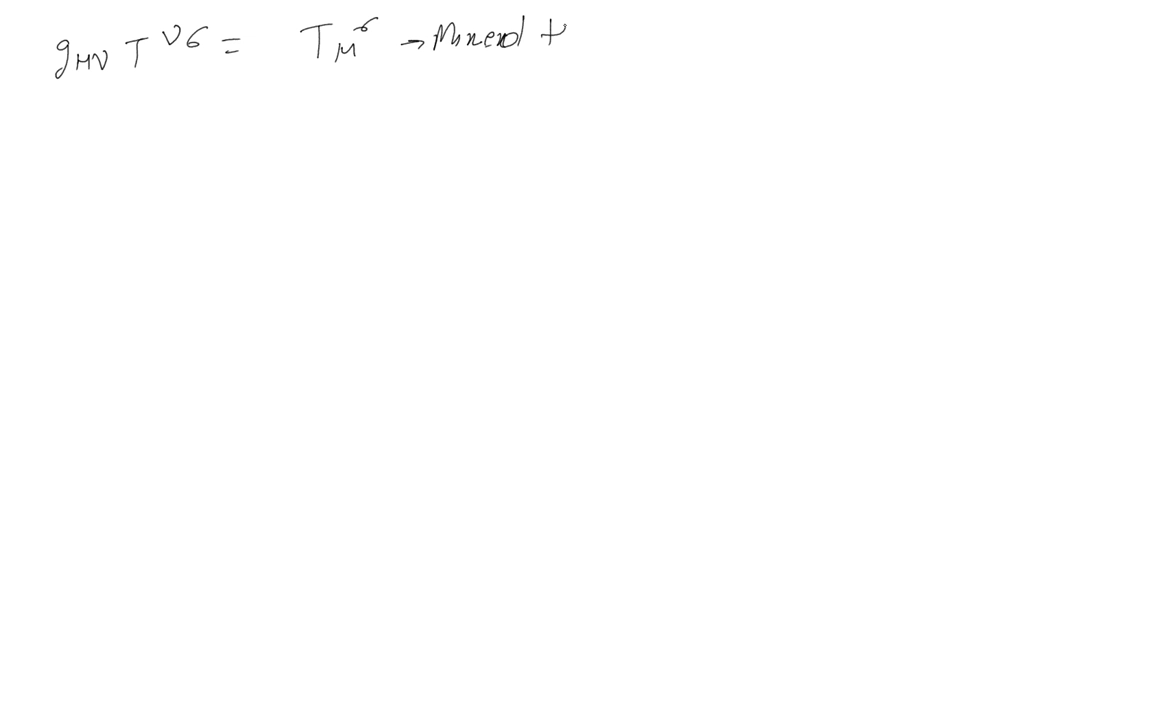 g_{μν} T^{νσ} = T_μ^σ → Mixed t